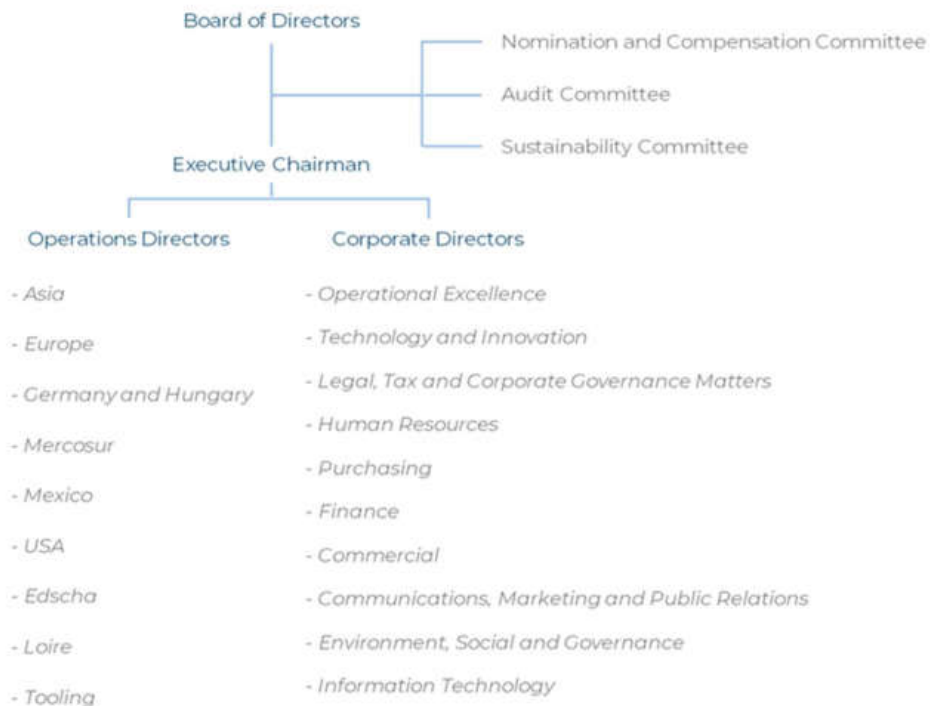 Board of Directors
Nomination and Compensation Committee
Audit Committee
Sustainability Committee
Executive Chairman
Operations Directors
- Asia
- Europe
- Germany and Hungary
- Mercosur
- Mexico
- USA
- Edscha
- Loire
- Tooling
Corporate Directors
- Operational Excellence
- Technology and Innovation
- Legal, Tax and Corporate Governance Matters
- Human Resources
- Purchasing
- Finance
- Commercial
- Communications, Marketing and Public Relations
- Environment, Social and Governance
- Information Technology